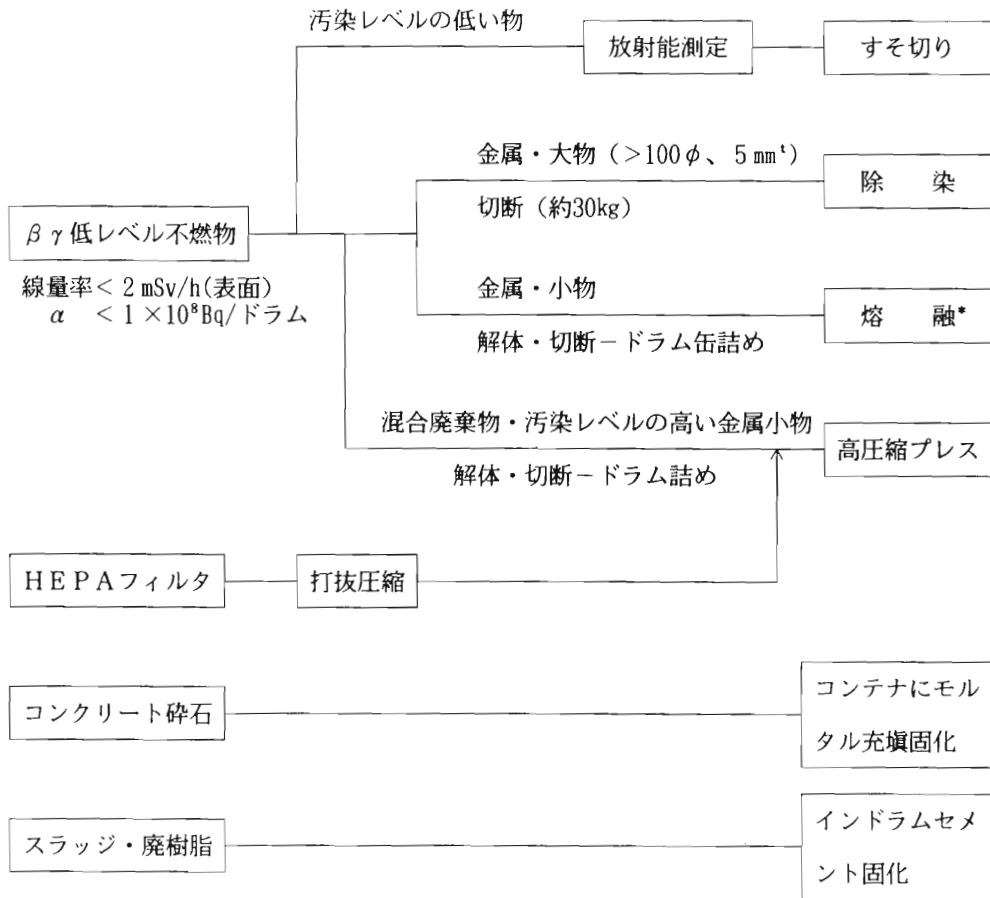 汚染レベルの低い物
放射能測定
すそ切り
金属・大物（>100φ、5㎜ᵗ）
切断（約30kg）
除　染
βγ低レベル不燃物
線量率＜2mSv/h(表面)
α　＜1×10⁸Bq/ドラム
金属・小物
解体・切断－ドラム缶詰め
熔　融*
混合廃棄物・汚染レベルの高い金属小物
解体・切断－ドラム詰め
高圧縮プレス
ＨＥＰＡフィルタ
打抜圧縮
コンクリート砕石
コンテナにモル
タル充塡固化
スラッジ・廃樹脂
インドラムセメ
ント固化